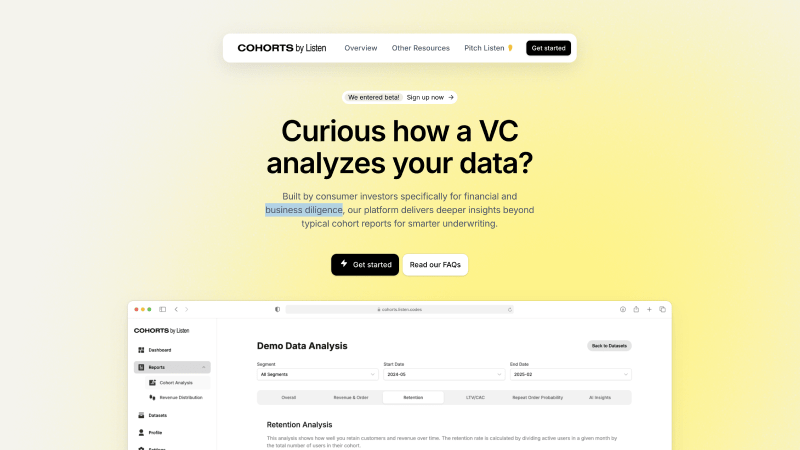 COHORTS by Listen Overview Other Resources Pitch Listen Get started
We entered beta! Sign up now →
Curious how a VC
analyzes your data?
Built by consumer investors specifically for financial and
business diligence, our platform delivers deeper insights beyond
typical cohort reports for smarter underwriting.
Get started Read our FAQs
COHORTS by Listen
Dashboard
Reports
Cohort Analysis
Revenue Distribution
Datasets
Profile
Demo Data Analysis Back to Datasets
Segment Start Date End Date
All Segments 2024-05 2025-02
Overall Revenue & Order Retention LTV/CAC Repeat Order Probability AI Insights
Retention Analysis
This analysis shows how well you retain customers and revenue over time. The retention rate is calculated by dividing active users in a given month by
the total number of users in their cohort.